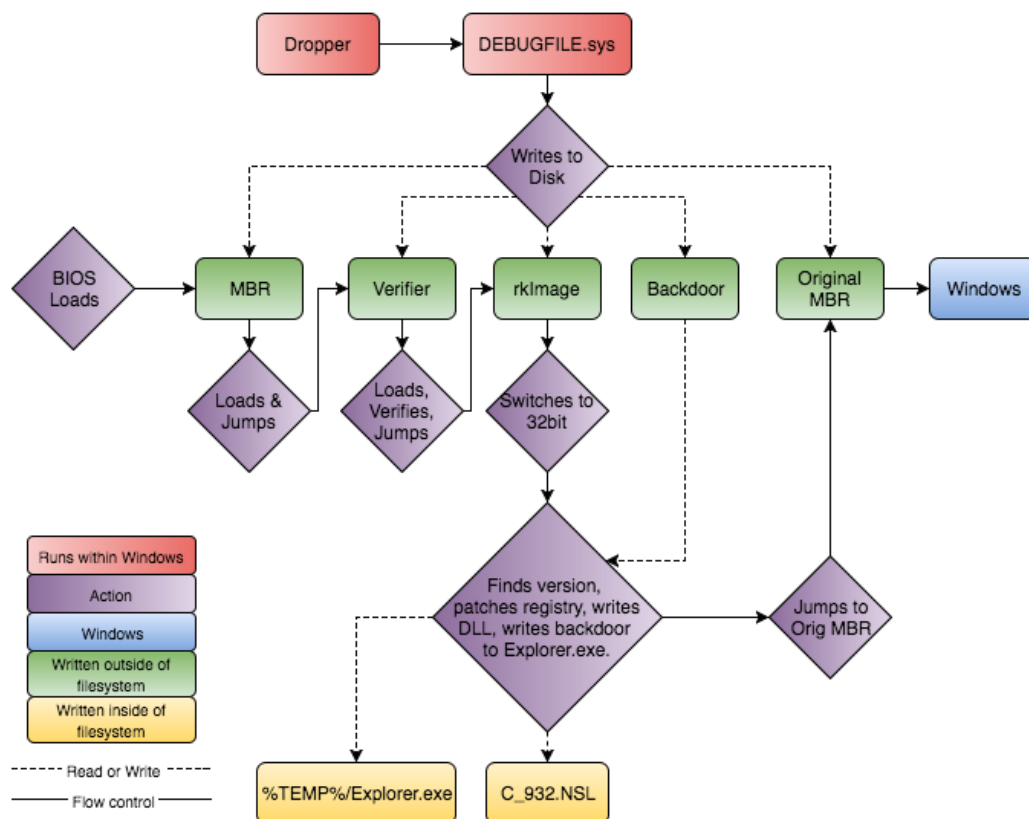 Dropper
DEBUGFILE.sys
Writes to
Disk
BIOS
Loads
MBR
Verifier
rkImage
Backdoor
Original
MBR
Windows
Loads &
Jumps
Loads,
Verifies,
Jumps
Switches to
32bit
Runs within Windows
Action
Windows
Written outside of
filesystem
Written inside of
filesystem
Read or Write
Flow control
Finds version,
patches registry, writes
DLL, writes backdoor
to Explorer.exe.
Jumps to
Orig MBR
%TEMP%/Explorer.exe
C_932.NSL